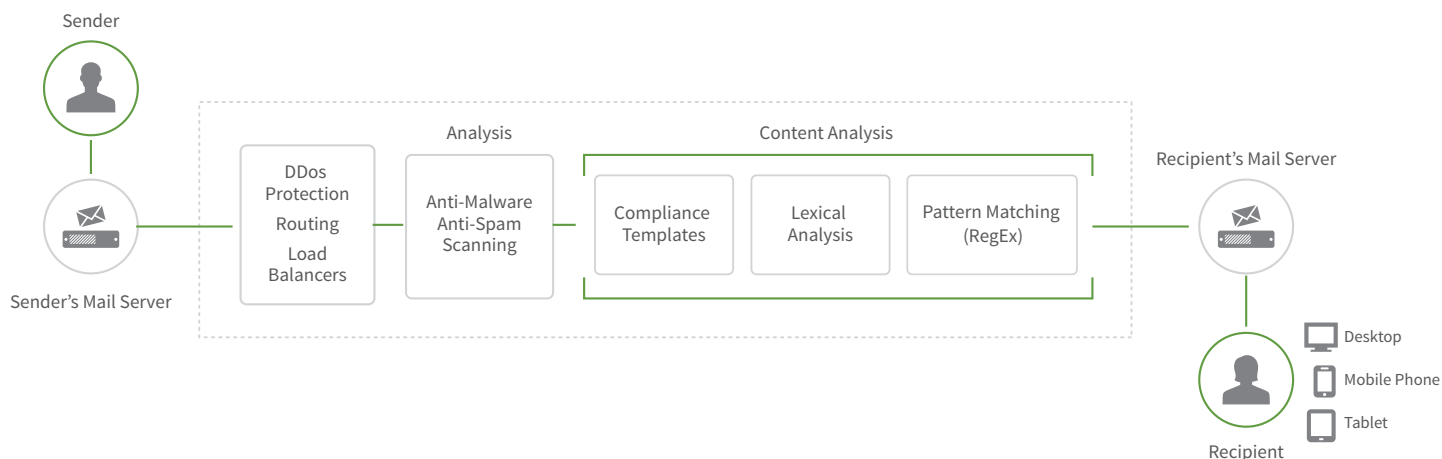 Sender
Sender's Mail Server
DDos
Protection
Routing
Load
Balancers
Analysis
Anti-Malware
Anti-Spam
Scanning
Content Analysis
Compliance
Templates
Lexical
Analysis
Pattern Matching
(RegEx)
Recipient's Mail Server
Desktop
Mobile Phone
Tablet
Recipient